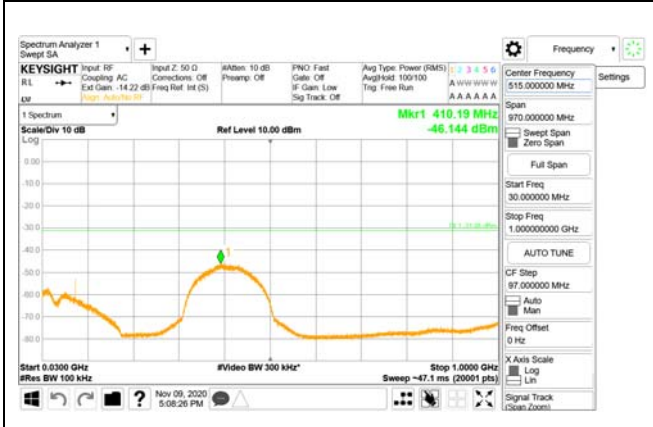 Spectrum Analyzer 1
Swept SA
Frequency
KEYSIGHT
Input: RF
Input Z: 50 Ω
#Atten: 10 dB
PNO: Fast
Avg Type: Power (RMS)
1 2 3 4 5 6
RL
Coupling: AC
Corrections: Off
Preamp: Off
Gate: Off
Avg|Hold: 100/100
A W W W W W
Ext Gain: -14.22 dB
Freq Ref: Int (S)
IF Gain: Low
Trig: Free Run
Align: Auto/No RF
Sig Track: Off
A A A A A A
Center Frequency
515.000000 MHz
Settings
Span
970.000000 MHz
Swept Span
Zero Span
Full Span
Start Freq
30.000000 MHz
Stop Freq
1.000000000 GHz
AUTO TUNE
CF Step
97.000000 MHz
Auto
Man
Freq Offset
0 Hz
X Axis Scale
Log
Lin
Signal Track
(Span Zoom)
1 Spectrum
Mkr1 410.19 MHz
Scale/Div 10 dB
Ref Level 10.00 dBm
-46.144 dBm
Log
0.00
-10.0
-20.0
-30.0
-40.0
-50.0
-60.0
-70.0
-80.0
1
Start 0.0300 GHz
#Video BW 300 kHz*
Stop 1.0000 GHz
#Res BW 100 kHz
Sweep ~47.1 ms (20001 pts)
Nov 09, 2020
5:08:26 PM